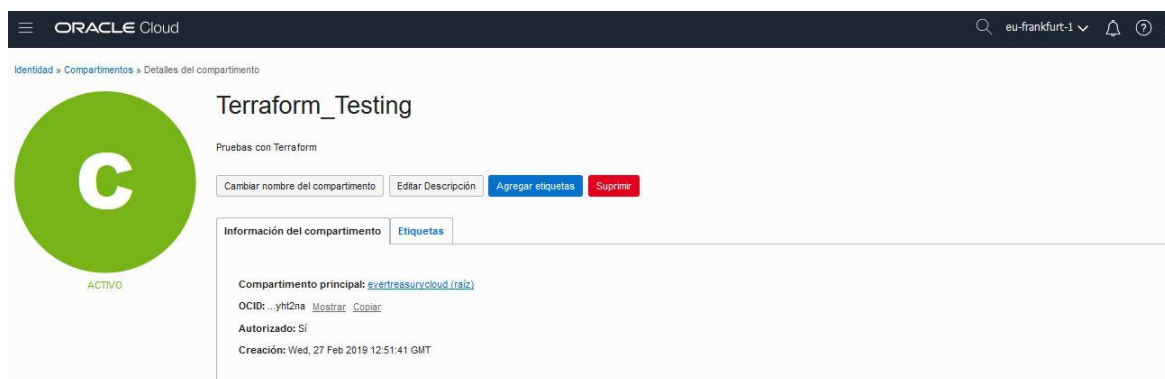 ORACLE Cloud
eu-frankfurt-1
Identidad » Compartimentos » Detalles del compartimento
C
ACTIVO
Terraform_Testing
Pruebas con Terraform
Cambiar nombre del compartimento Editar Descripción Agregar etiquetas Suprimir
Información del compartimento Etiquetas
Compartimento principal: evertreasurycloud (raíz)
OCID: ...yht2na Mostrar Copiar
Autorizado: Sí
Creación: Wed, 27 Feb 2019 12:51:41 GMT